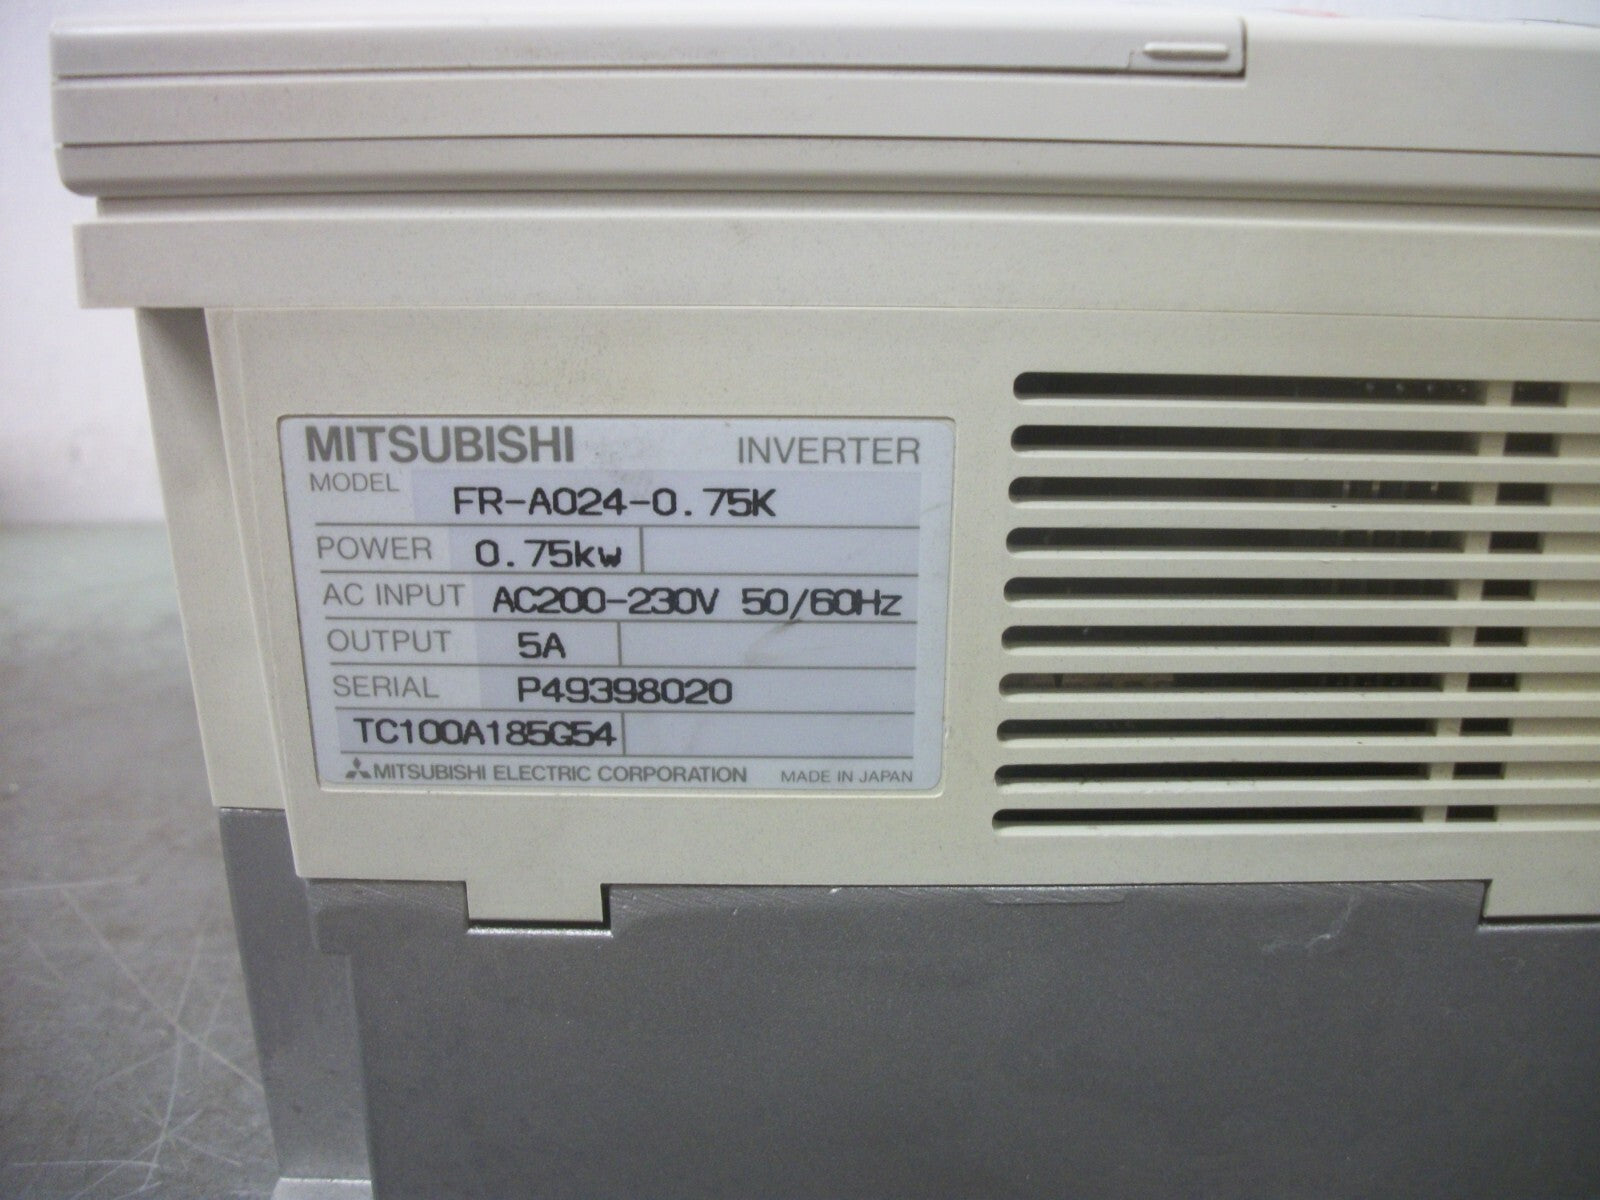 MITSUBISHI INVERTER
MODEL FR-A024-0.75K
POWER 0.75kw
AC INPUT AC200-230V 50/60Hz
OUTPUT 5A
SERIAL P49398020
TC100A185G54
MITSUBISHI ELECTRIC CORPORATION MADE IN JAPAN